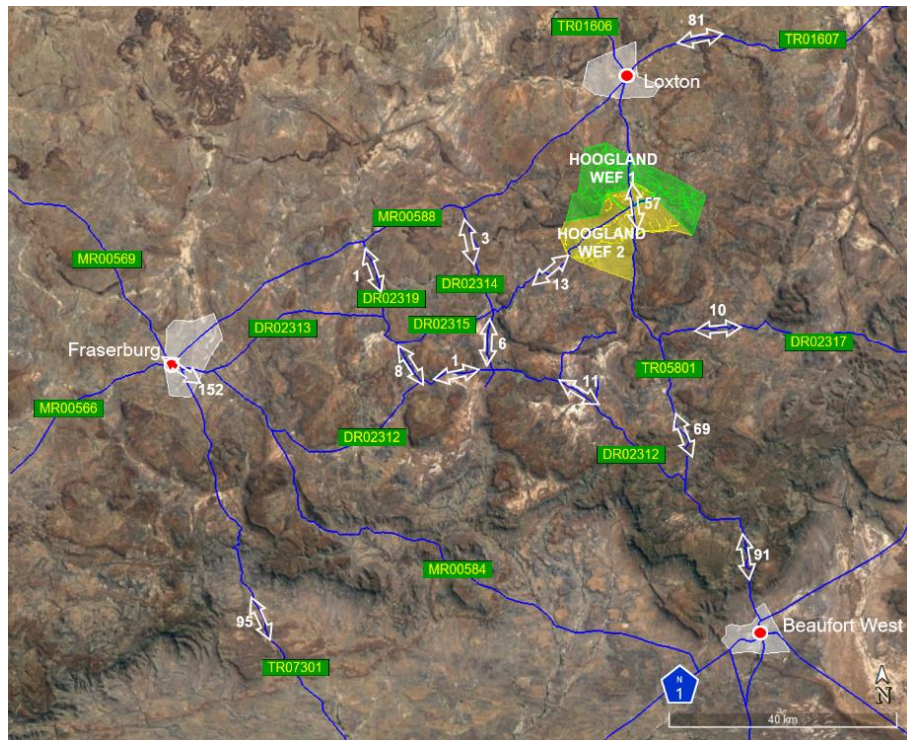 81
TR01606
TR01607
Loxton
HOOGLAND
WEF 1
57
MR00588
3
HOOGLAND
WEF 2
MR00569
1
DR02314
13
DR02319
DR02313
DR02315
10
6
DR02317
Fraserburg
8
1
TR05801
152
11
MR00566
69
DR02312
DR02312
91
MR00584
95
Beaufort West
TR07301
N
1
N
40 km